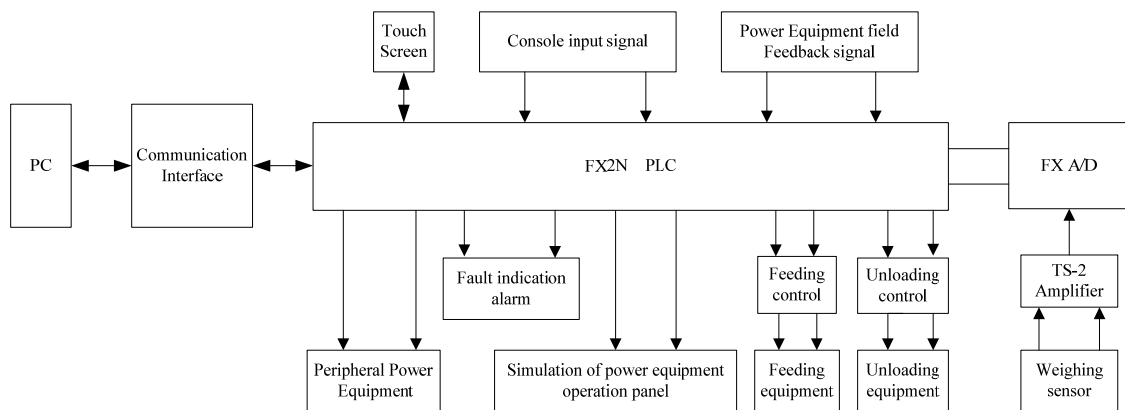 Touch
Screen
Console input signal
Power Equipment field
Feedback signal
PC
Communication
Interface
FX2N PLC
FX A/D
Fault indication
alarm
Feeding
control
Unloading
control
TS-2
Amplifier
Peripheral Power
Equipment
Simulation of power equipment
operation panel
Feeding
equipment
Unloading
equipment
Weighing
sensor